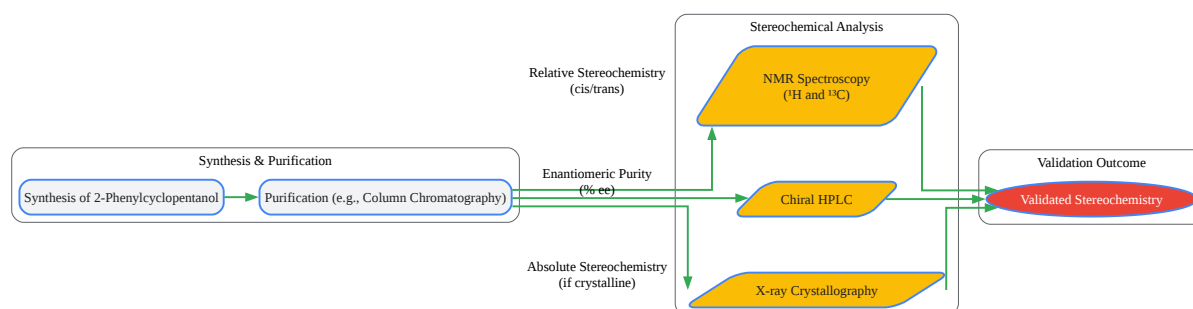 Synthesis & Purification
Synthesis of 2-Phenylcyclopentanol
Purification (e.g., Column Chromatography)
Relative Stereochemistry
(cis/trans)
Enantiomeric Purity
(% ee)
Absolute Stereochemistry
(if crystalline)
Stereochemical Analysis
NMR Spectroscopy
(¹H and ¹³C)
Chiral HPLC
X-ray Crystallography
Validation Outcome
Validated Stereochemistry